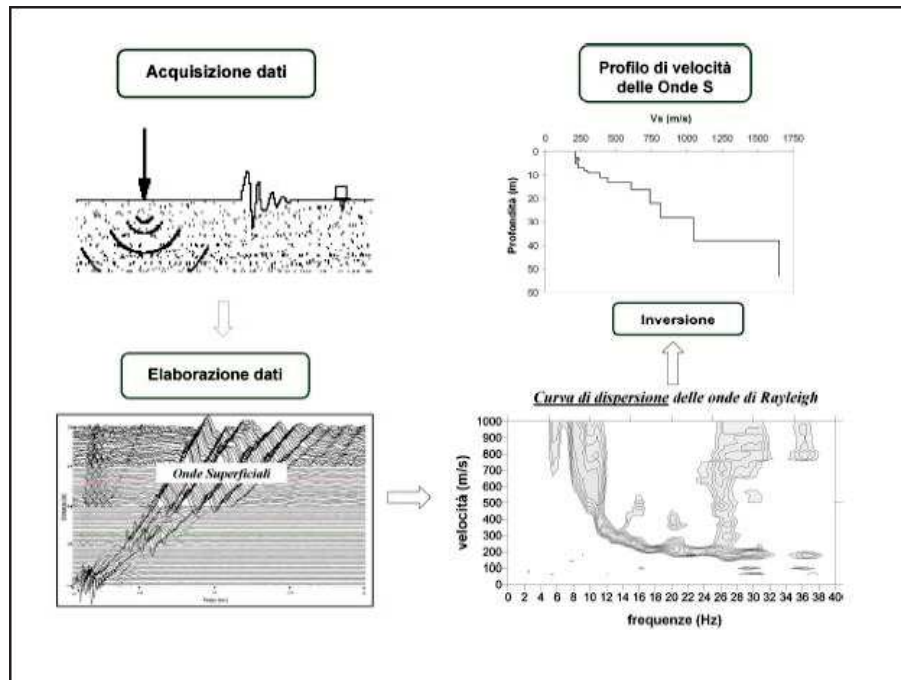 Acquisizione dati
Elaborazione dati
Onde Superficiali
Profilo di velocità
delle Onde S
Vs (m/s)
0 250 500 750 1000 1250 1500 1750
Profondità (m)
0
10
20
30
40
50
60
Inversione
Curva di dispersione delle onde di Rayleigh
velocità (m/s)
1000
900
800
700
600
500
400
300
200
100
0
0 2 4 6 8 10 12 14 16 18 20 22 24 26 28 30 32 34 36 38 40
frequenze (Hz)